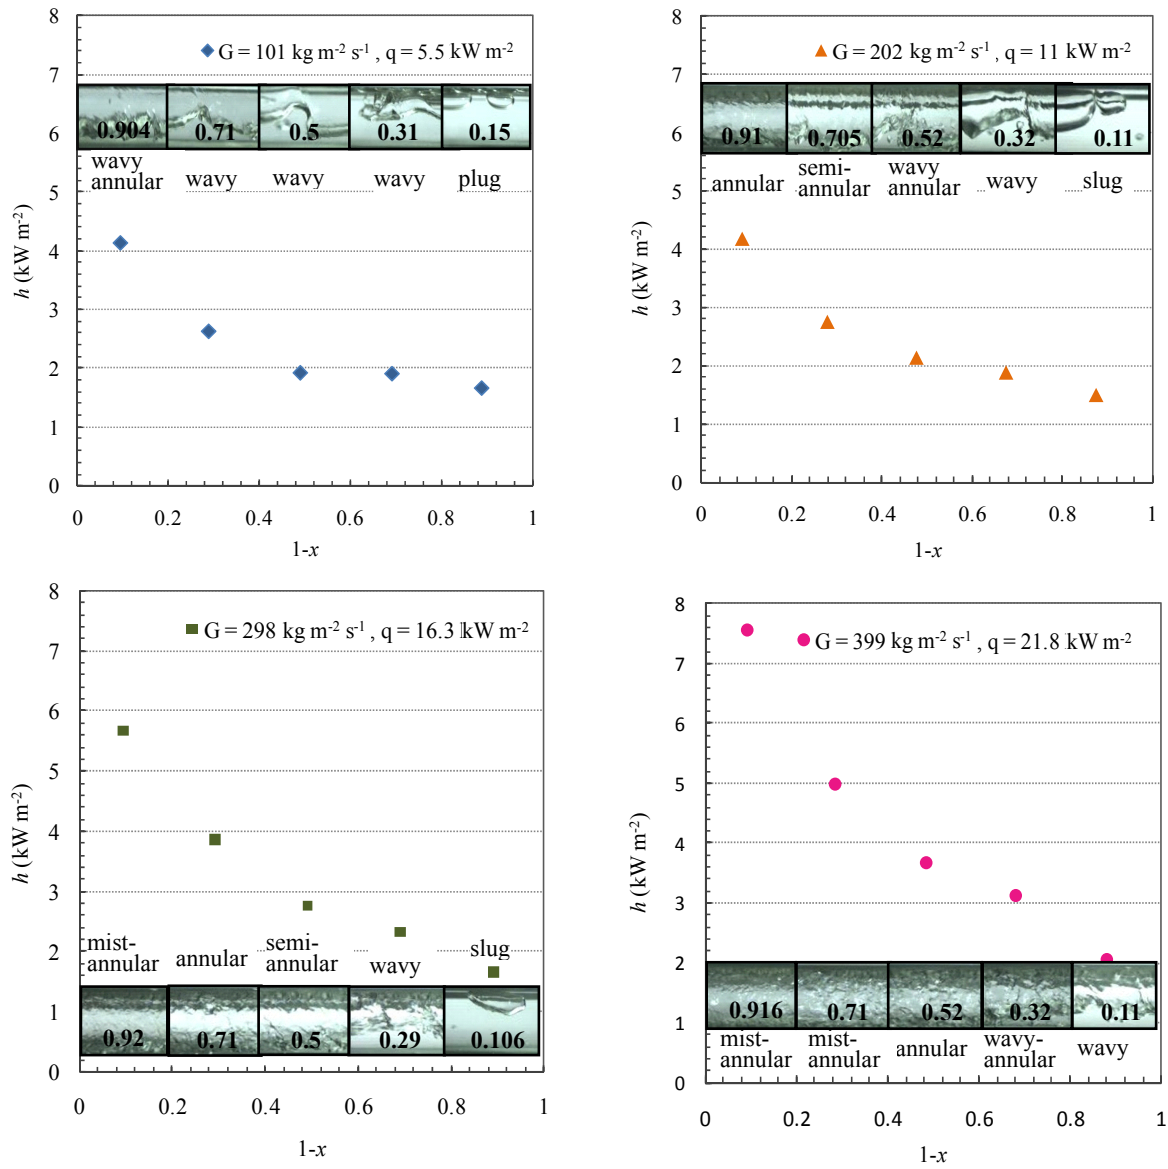 8
7
6
5
4
3
2
1
0
h (kW m-2)
G = 101 kg m-2 s-1 , q = 5.5 kW m-2
0.904 0.71 0.5 0.31 0.15
wavy annular wavy wavy wavy plug
0 0.2 0.4 0.6 0.8 1
1-x
8
7
6
5
4
3
2
1
0
h (kW m-2)
G = 202 kg m-2 s-1 , q = 11 kW m-2
0.91 0.705 0.52 0.32 0.11
annular semi-annular wavy annular wavy slug
0 0.2 0.4 0.6 0.8 1
1-x
8
7
6
5
4
3
2
1
0
h (kW m-2)
G = 298 kg m-2 s-1 , q = 16.3 kW m-2
mist-annular annular semi-annular wavy slug
0.92 0.71 0.5 0.29 0.106
0 0.2 0.4 0.6 0.8 1
1-x
8
7
6
5
4
3
2
1
0
h (kW m-2)
G = 399 kg m-2 s-1 , q = 21.8 kW m-2
0.916 0.71 0.52 0.32 0.11
mist-annular mist-annular annular wavy-annular wavy
0 0.2 0.4 0.6 0.8 1
1-x